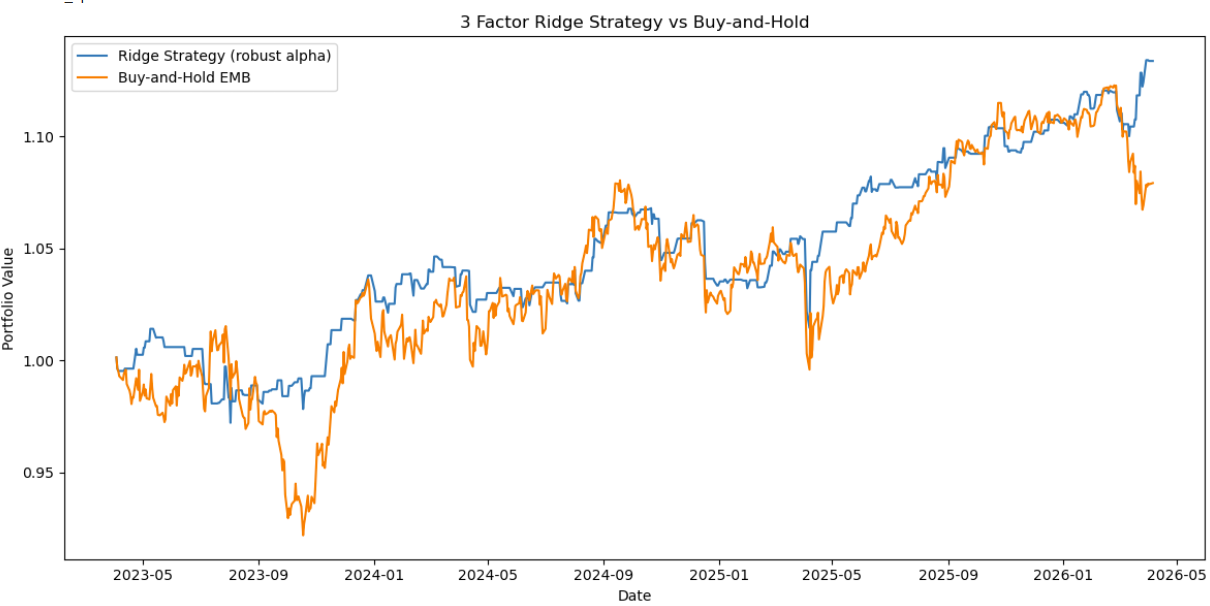 3 Factor Ridge Strategy vs Buy-and-Hold
Ridge Strategy (robust alpha)
Buy-and-Hold EMB
Portfolio Value
1.10
1.05
1.00
0.95
2023-05 2023-09 2024-01 2024-05 2024-09 2025-01 2025-05 2025-09 2026-01 2026-05
Date